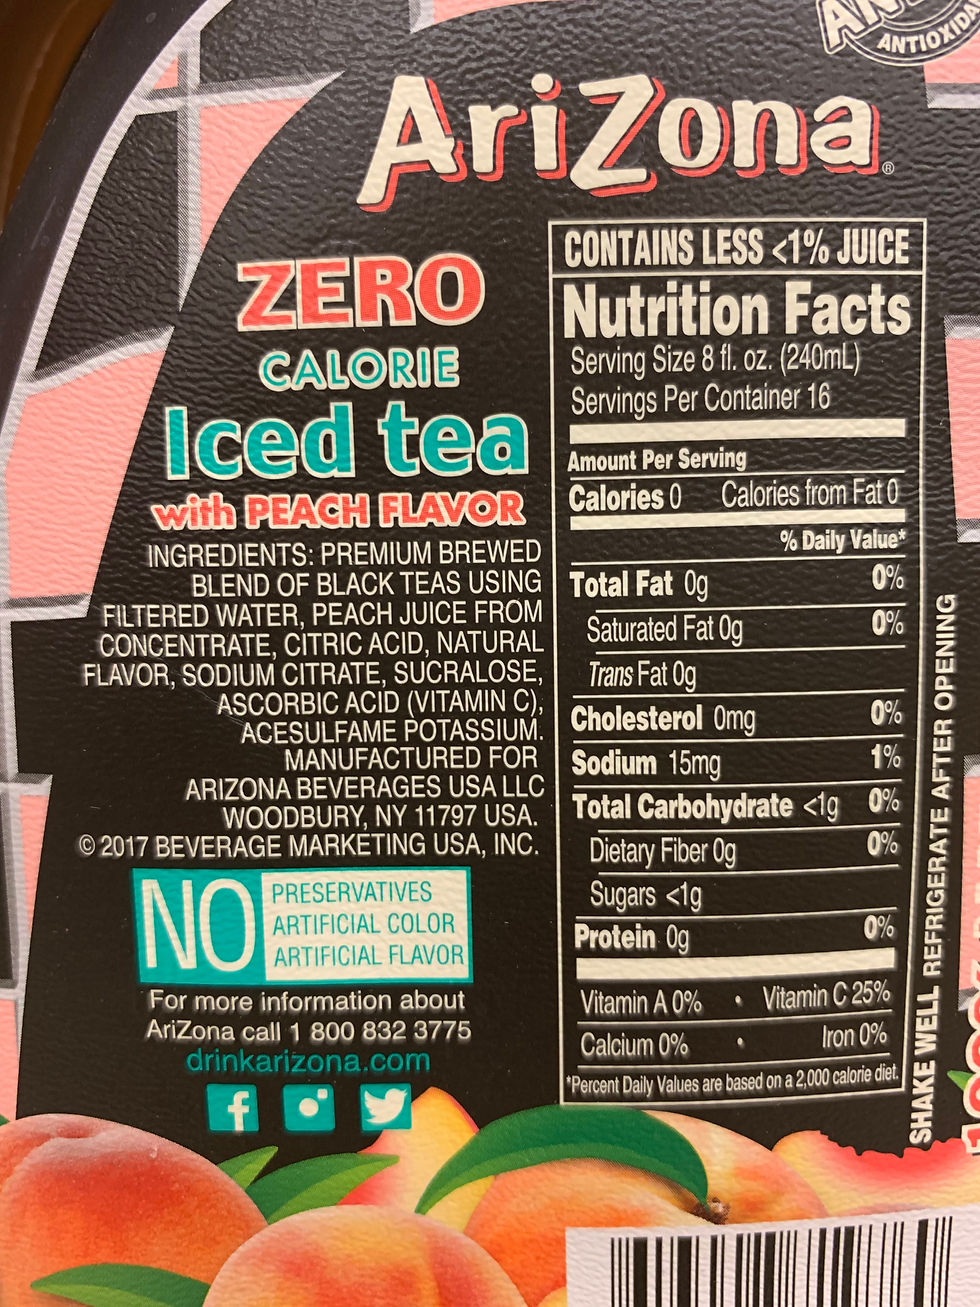 ANTIOXIDA
AriZona®
ZERO
CALORIE
Iced tea
with PEACH FLAVOR
INGREDIENTS: PREMIUM BREWED
BLEND OF BLACK TEAS USING
FILTERED WATER, PEACH JUICE FROM
CONCENTRATE, CITRIC ACID, NATURAL
FLAVOR, SODIUM CITRATE, SUCRALOSE,
ASCORBIC ACID (VITAMIN C),
ACESULFAME POTASSIUM.
MANUFACTURED FOR
ARIZONA BEVERAGES USA LLC
WOODBURY, NY 11797 USA.
© 2017 BEVERAGE MARKETING USA, INC.
NO
PRESERVATIVES
ARTIFICIAL COLOR
ARTIFICIAL FLAVOR
For more information about
AriZona call 1 800 832 3775
drinkarizona.com
CONTAINS LESS <1% JUICE
Nutrition Facts
Serving Size 8 fl. oz. (240mL)
Servings Per Container 16
Amount Per Serving
Calories 0 Calories from Fat 0
% Daily Value*
Total Fat 0g 0%
Saturated Fat 0g 0%
Trans Fat 0g
Cholesterol 0mg 0%
Sodium 15mg 1%
Total Carbohydrate <1g 0%
Dietary Fiber 0g 0%
Sugars <1g
Protein 0g 0%
Vitamin A 0% • Vitamin C 25%
Calcium 0% • Iron 0%
*Percent Daily Values are based on a 2,000 calorie diet.
SHAKE WELL REFRIGERATE AFTER OPENING